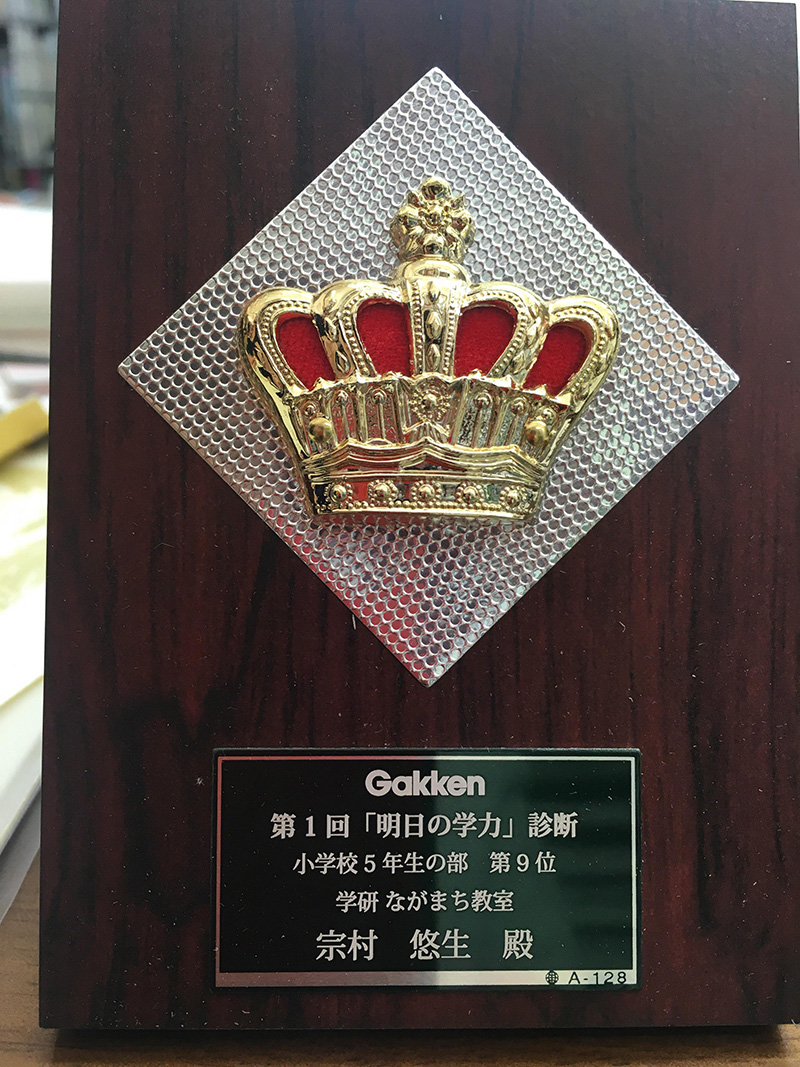 Gakken
第1回「明日の学力」診断
小学校5年生の部　第9位
学研 ながまち教室
宗村　悠生　殿
A-128